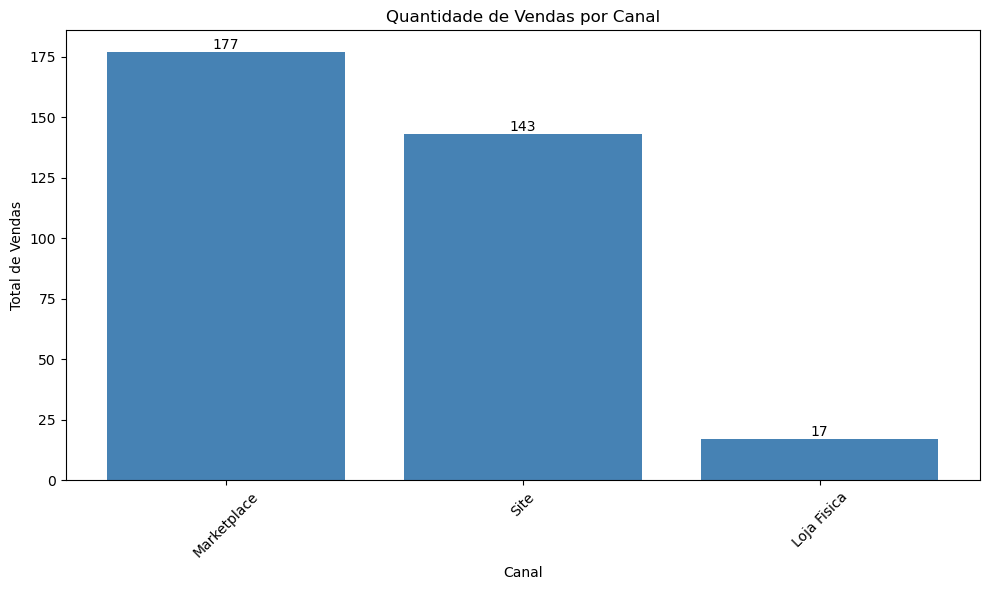 Quantidade de Vendas por Canal
Total de Vendas
175
150
125
100
75
50
25
0
177
143
17
Marketplace
Site
Loja Fisica
Canal